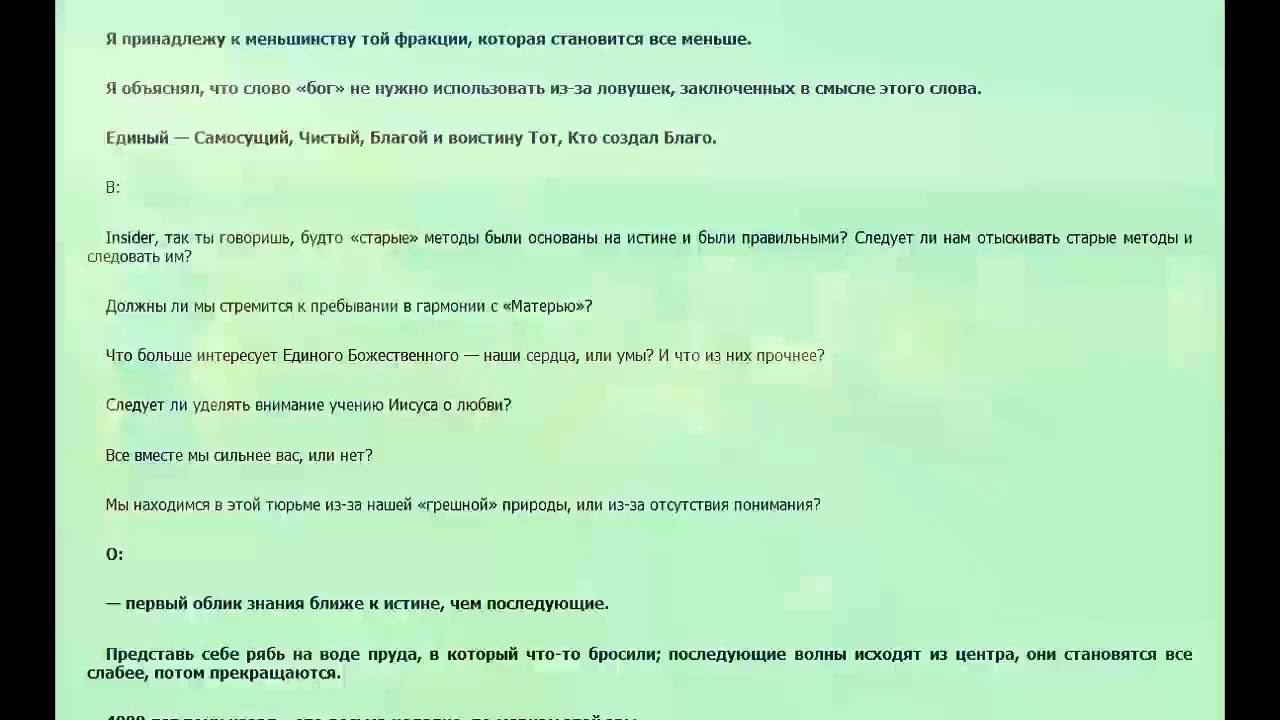 Я принадлежу к меньшинству той фракции, которая становится все меньше.
Я объяснял, что слово «бог» не нужно использовать из-за ловушек, заключенных в смысле этого слова.
Единый — Самосущий, Чистый, Благой и воистину Тот, Кто создал Благо.
В:
Insider, так ты говоришь, будто «старые» методы были основаны на истине и были правильными? Следует ли нам отыскивать старые методы и
следовать им?
Должны ли мы стремится к пребывании в гармонии с «Матерью»?
Что больше интересует Единого Божественного — наши сердца, или умы? И что из них прочнее?
Следует ли уделять внимание учению Иисуса о любви?
Все вместе мы сильнее вас, или нет?
Мы находимся в этой тюрьме из-за нашей «грешной» природы, или из-за отсутствия понимания?
О:
— первый облик знания ближе к истине, чем последующие.
Представь себе рябь на воде пруда, в который что-то бросили; последующие волны исходят из центра, они становятся все
слабее, потом прекращаются.